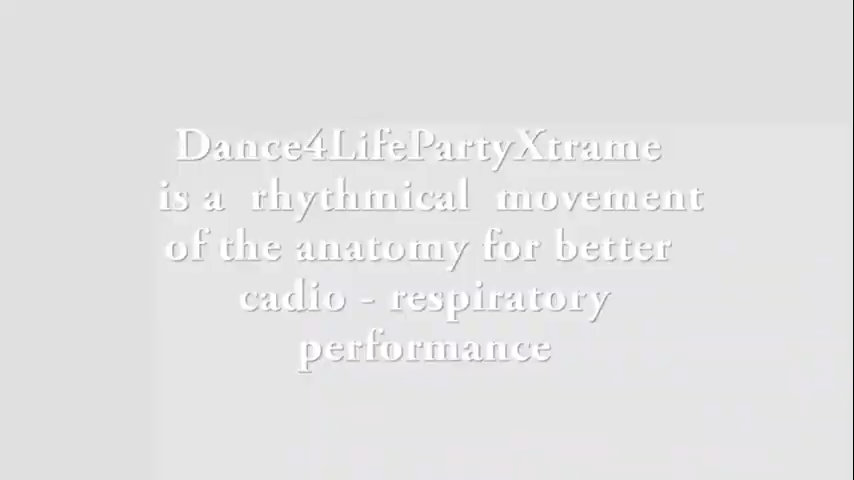 Dance4LifePartyXtrame
is a rhythmical movement
of the anatomy for better
cadio - respiratory
performance